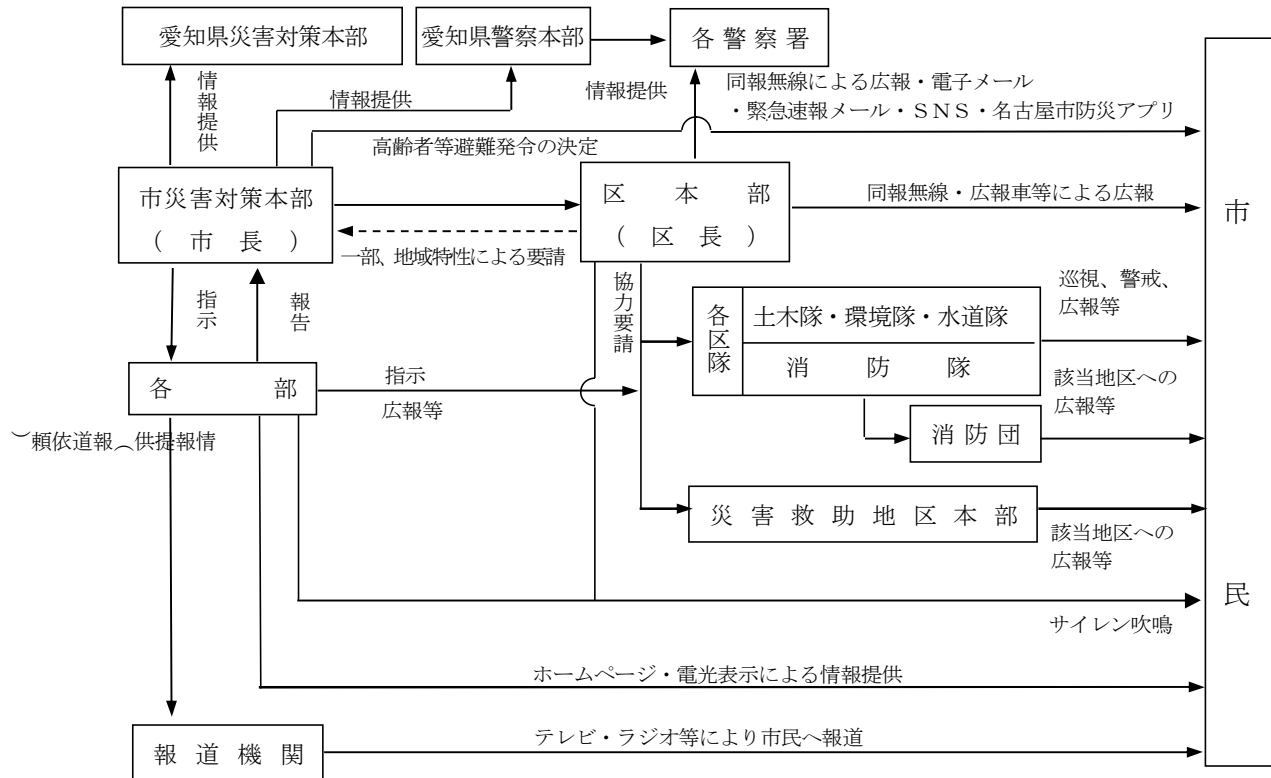 愛知県災害対策本部
愛知県警察本部
各警察署
情報提供
情報提供
情報提供
同報無線による広報・電子メール
・緊急速報メール・ＳＮＳ・名古屋市防災アプリ
高齢者等避難発令の決定
市災害対策本部
（市長）
区本部
（区長）
同報無線・広報車等による広報
市民
一部、地域特性による要請
指示
報告
協力要請
各区隊
土木隊・環境隊・水道隊
消防隊
巡視、警戒、
広報等
各部
指示
広報等
該当地区への
広報等
消防団
情報提供（報道依頼）
災害救助地区本部
該当地区への
広報等
サイレン吹鳴
ホームページ・電光表示による情報提供
報道機関
テレビ・ラジオ等により市民へ報道